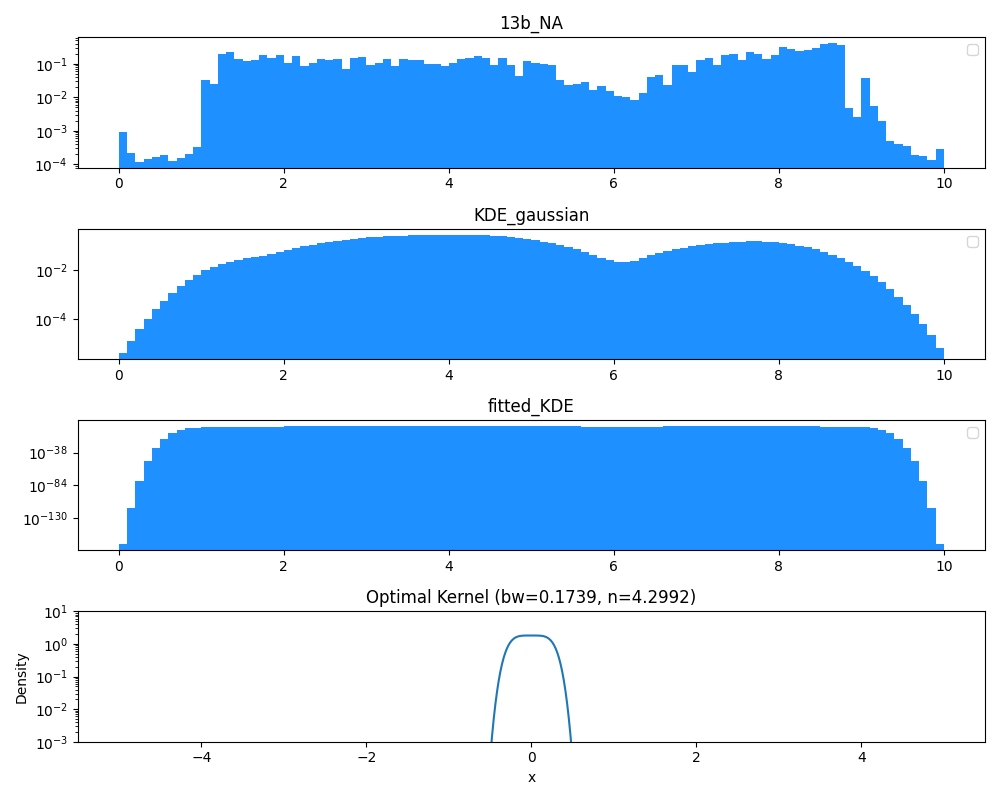 13b_NA
10⁻¹
10⁻²
10⁻³
10⁻⁴
0 2 4 6 8 10
KDE_gaussian
10⁻²
10⁻⁴
0 2 4 6 8 10
fitted_KDE
10⁻³⁸
10⁻⁸⁴
10⁻¹³⁰
0 2 4 6 8 10
Optimal Kernel (bw=0.1739, n=4.2992)
10¹
10⁰
10⁻¹
10⁻²
10⁻³
Density
−4 −2 0 2 4
x